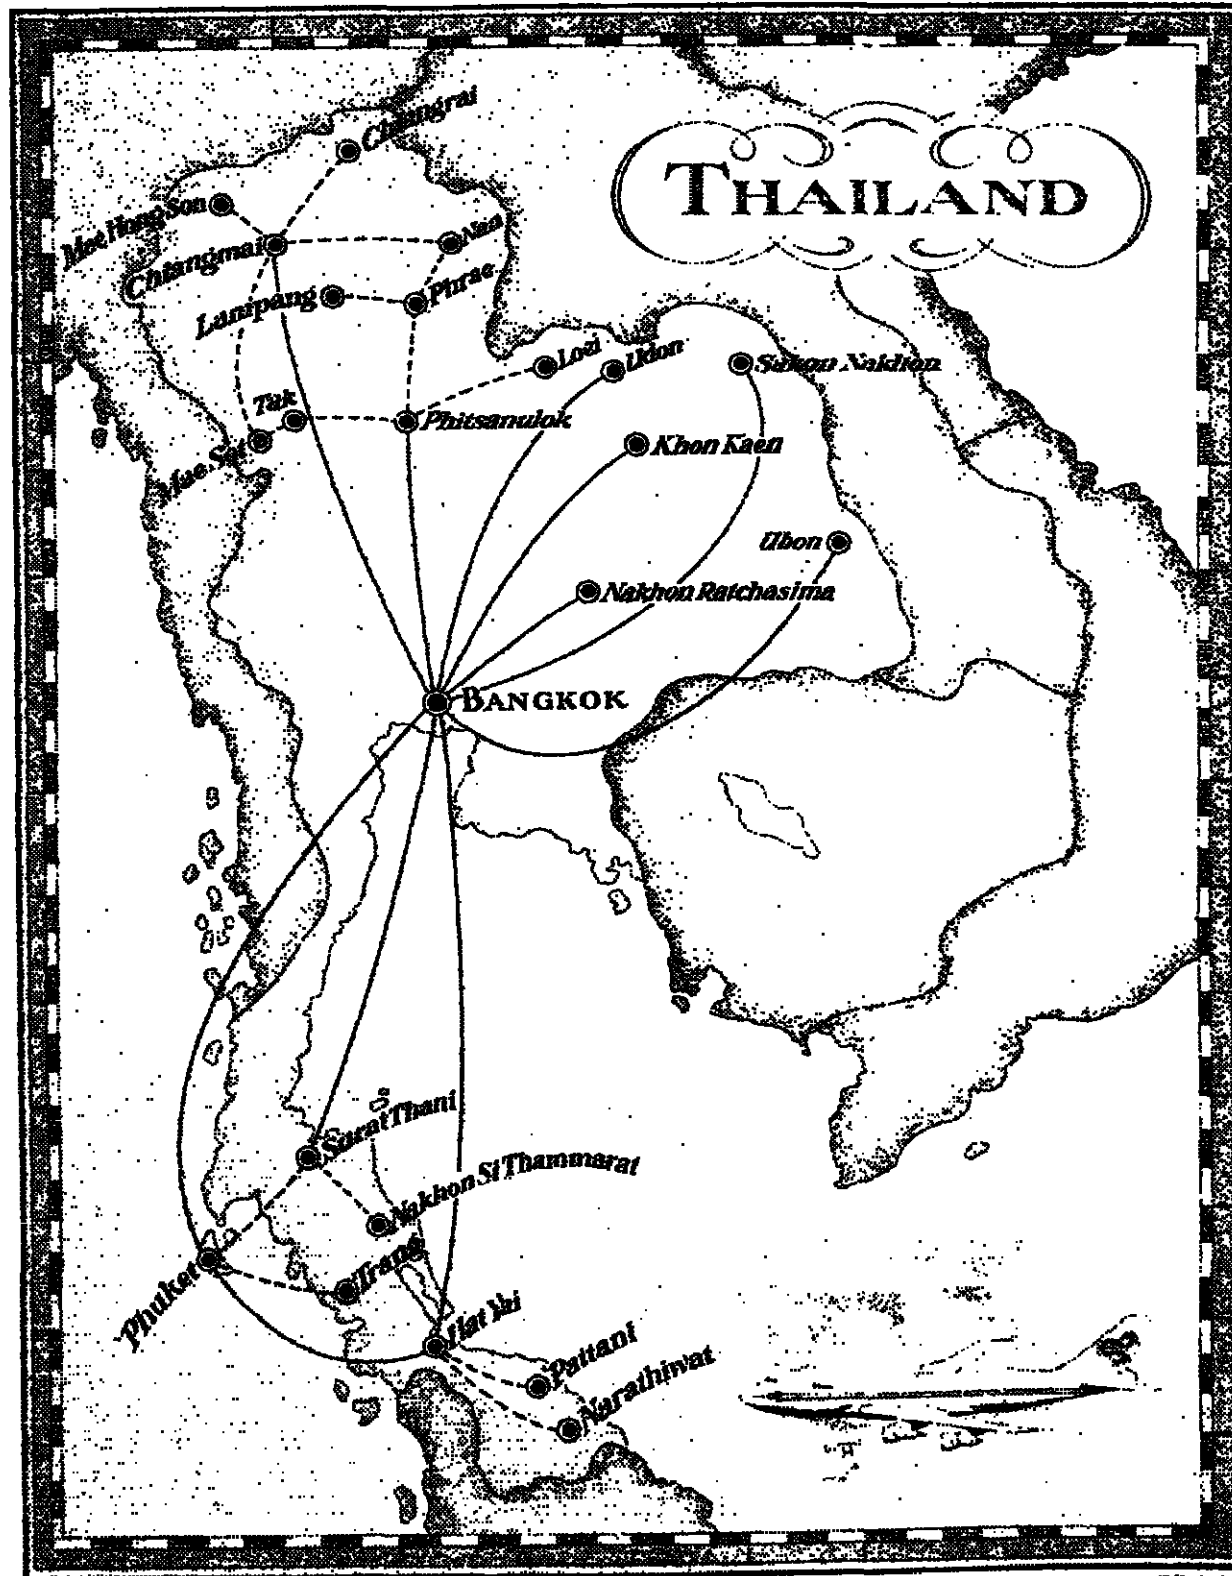 THAILAND
Chiangrai
Mae Hong Son
Chiangmai
Nan
Lampang
Phrae
Loei
Udon
Sakon Nakhon
Tak
Phitsanulok
Mae Sot
Khon Kaen
Ubon
Nakhon Ratchasima
BANGKOK
Surat Thani
Nakhon Si Thammarat
Trang
Phuket
Hat Yai
Pattani
Narathiwat